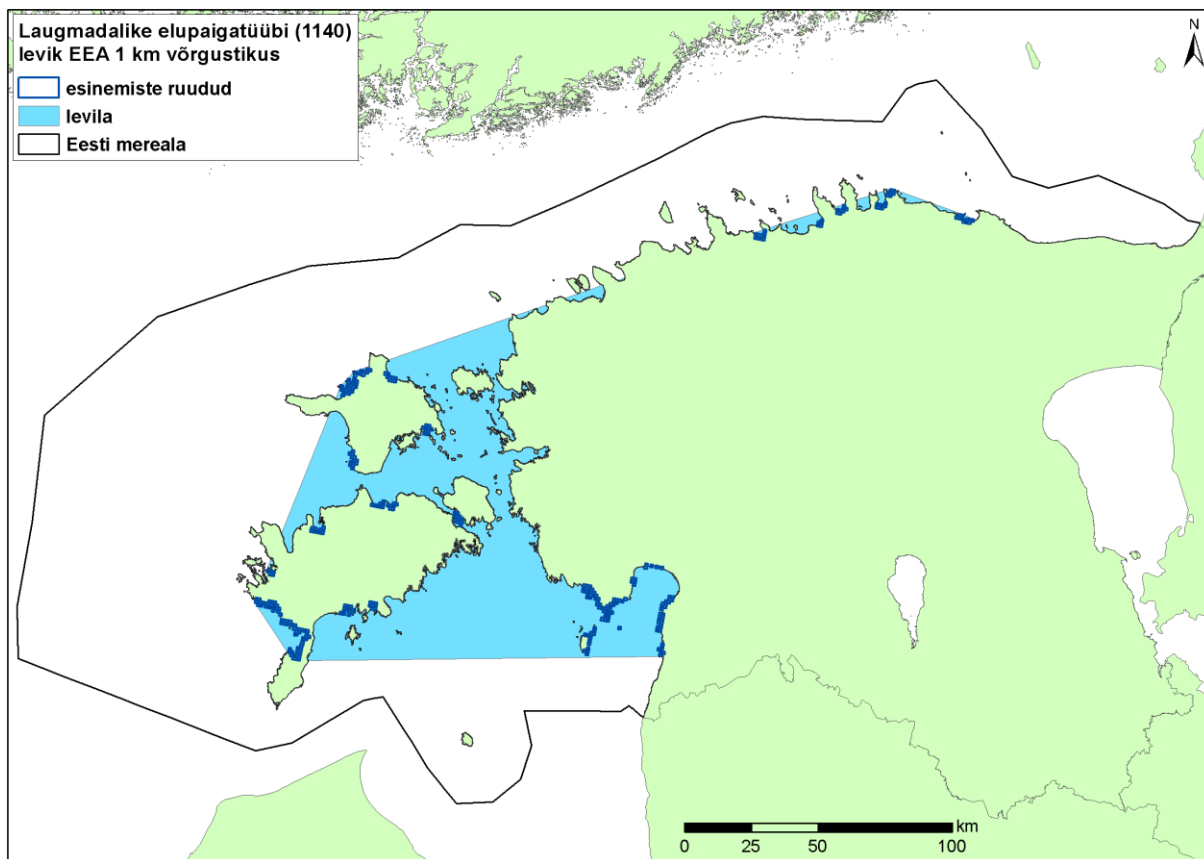 Laugmadalike elupaigatüübi (1140)
levik EEA 1 km võrgustikus
esinemiste ruudud
levila
Eesti mereala
N
km
0 25 50 100